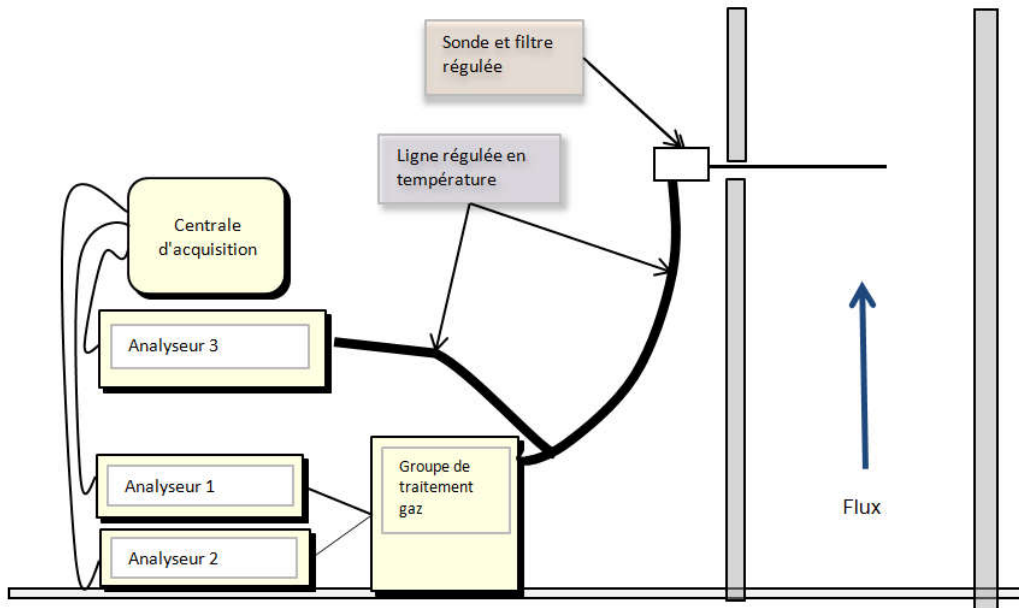 Sonde et filtre
régulée
Ligne régulée en
température
Centrale
d'acquisition
Analyseur 3
Groupe de
traitement
gaz
Analyseur 1
Analyseur 2
Flux